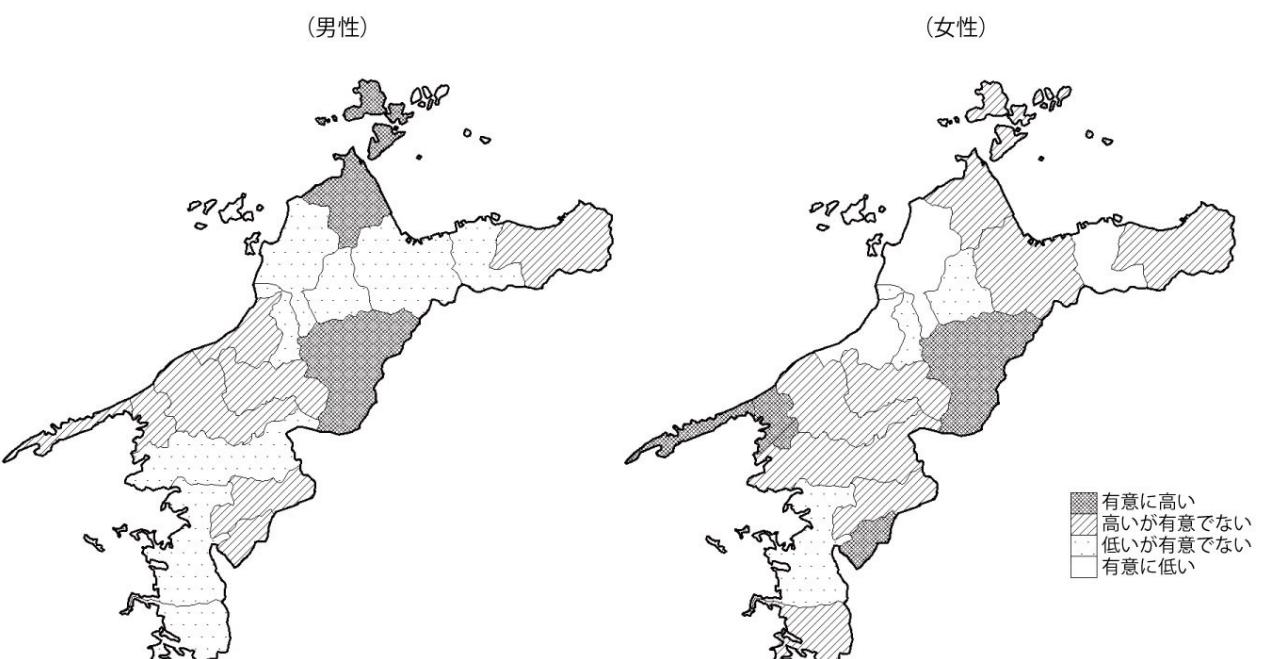 （男性）
（女性）
有意に高い
高いが有意でない
低いが有意でない
有意に低い